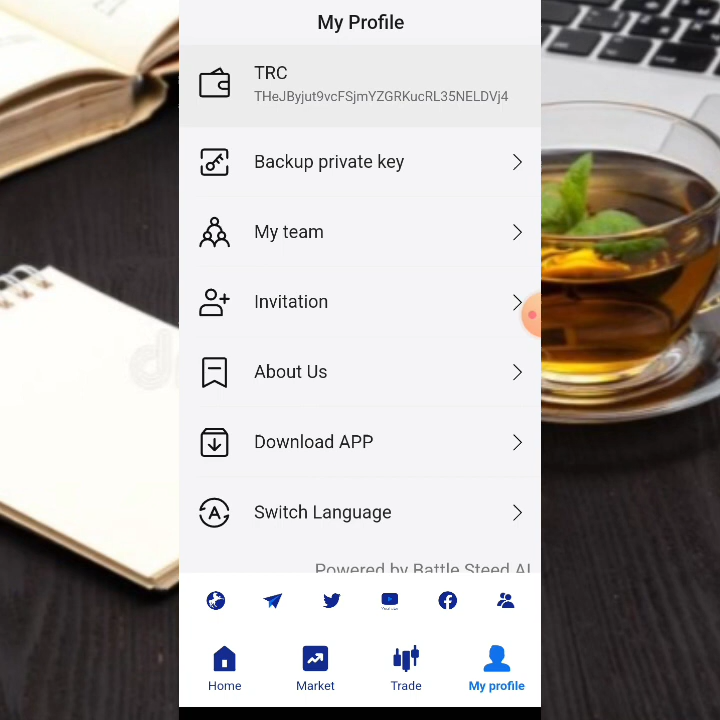 My Profile
TRC
THeJByjut9vcFSjmYZGRKucRL35NELDVj4
Backup private key
My team
Invitation
About Us
Download APP
Switch Language
Powered by Battle Steed AI
Home
Market
Trade
My profile